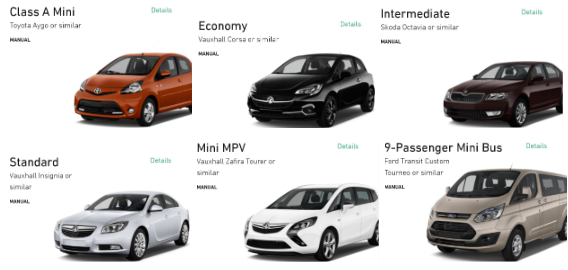 Class A Mini
Details
Toyota Aygo or similar
MANUAL
Economy
Details
Vauxhall Corsa or similar
MANUAL
Intermediate
Details
Skoda Octavia or similar
MANUAL
Standard
Details
Vauxhall Insignia or
similar
MANUAL
Mini MPV
Details
Vauxhall Zafira Tourer or
similar
MANUAL
9-Passenger Mini Bus
Details
Ford Transit Custom
Tourneo or similar
MANUAL